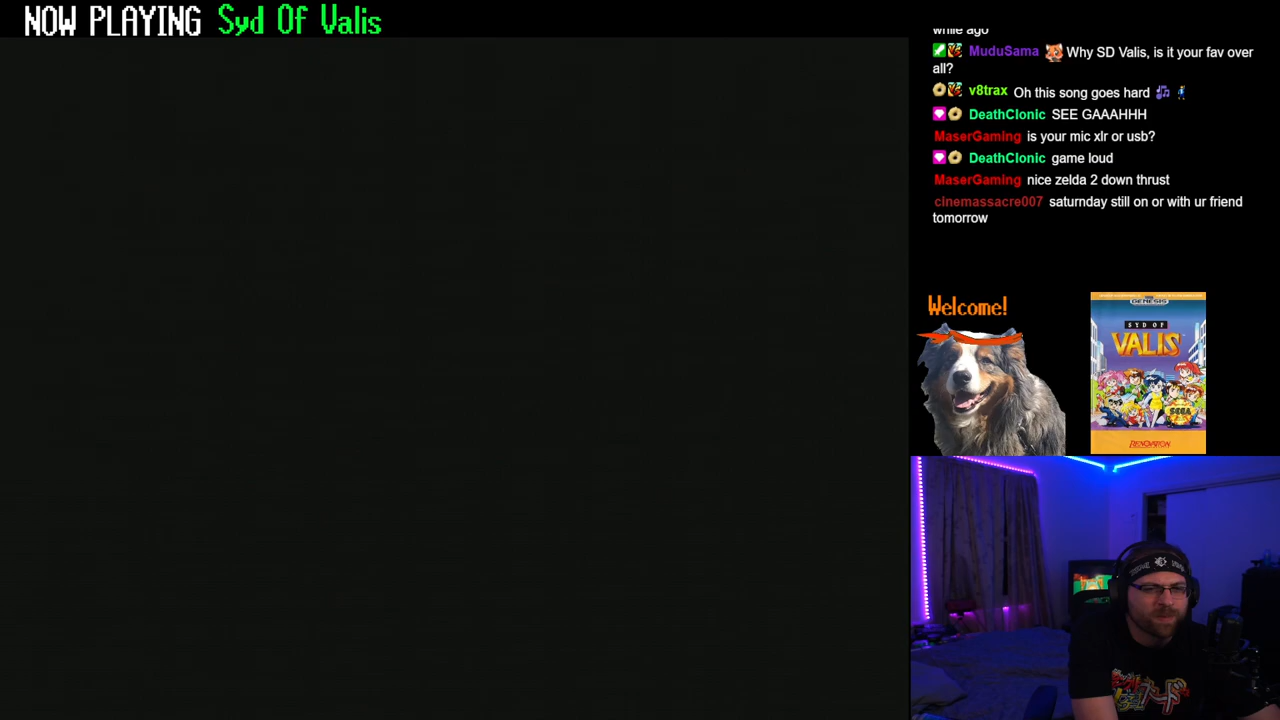 NOW PLAYING Syd Of Valis
while ago
MuduSama Why SD Valis, is it your fav over
all?
v8trax Oh this song goes hard
DeathClonic SEE GAAAHHH
MaserGaming is your mic xlr or usb?
DeathClonic game loud
MaserGaming nice zelda 2 down thrust
cinemassacre007 saturnday still on or with ur friend
tomorrow
Welcome!
GENESIS
SYD OF
VALIS
SEGA
RENOVATION